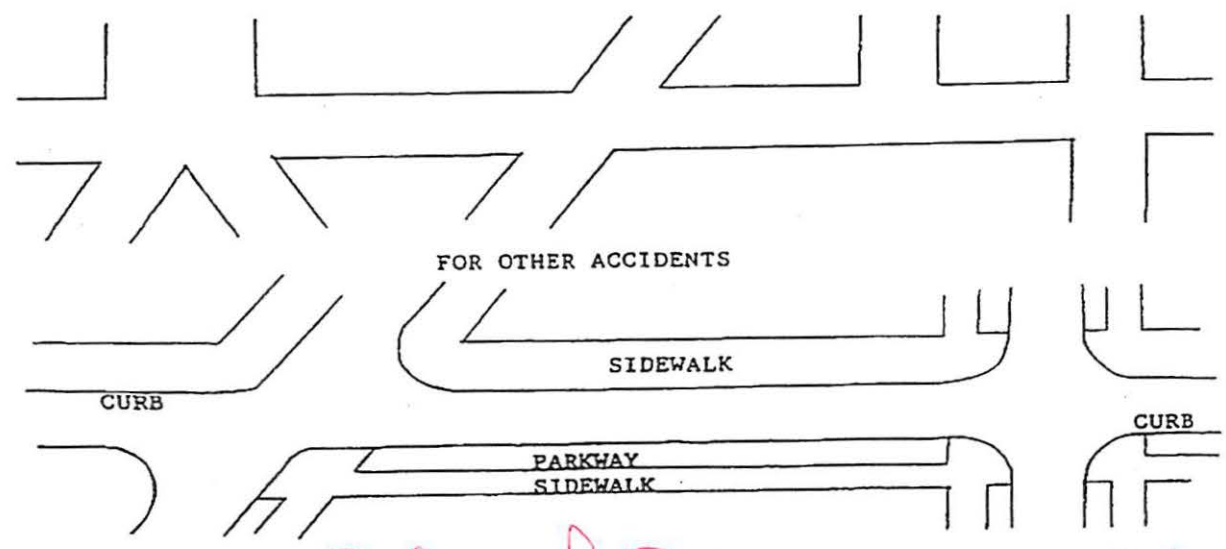 FOR OTHER ACCIDENTS
SIDEWALK
CURB
CURB
PARKWAY
SIDEWALK